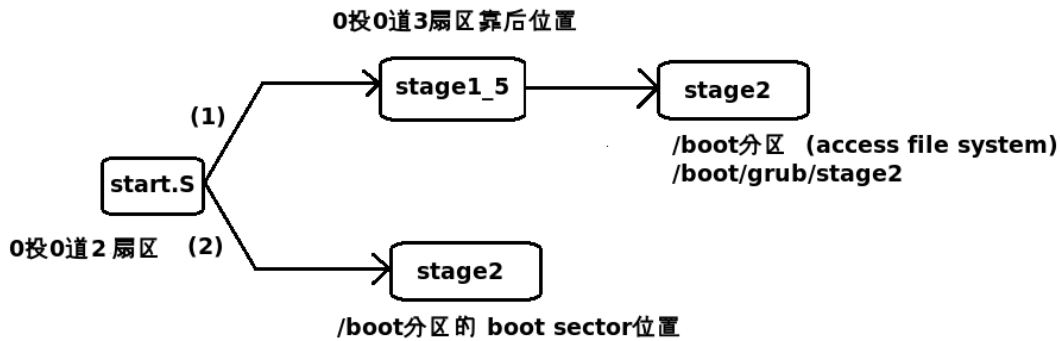 0投0道3扇区靠后位置
stage1_5
stage2
(1)
/boot分区 (access file system)
/boot/grub/stage2
start.S
0投0道2 扇区
(2)
stage2
/boot分区的 boot sector位置